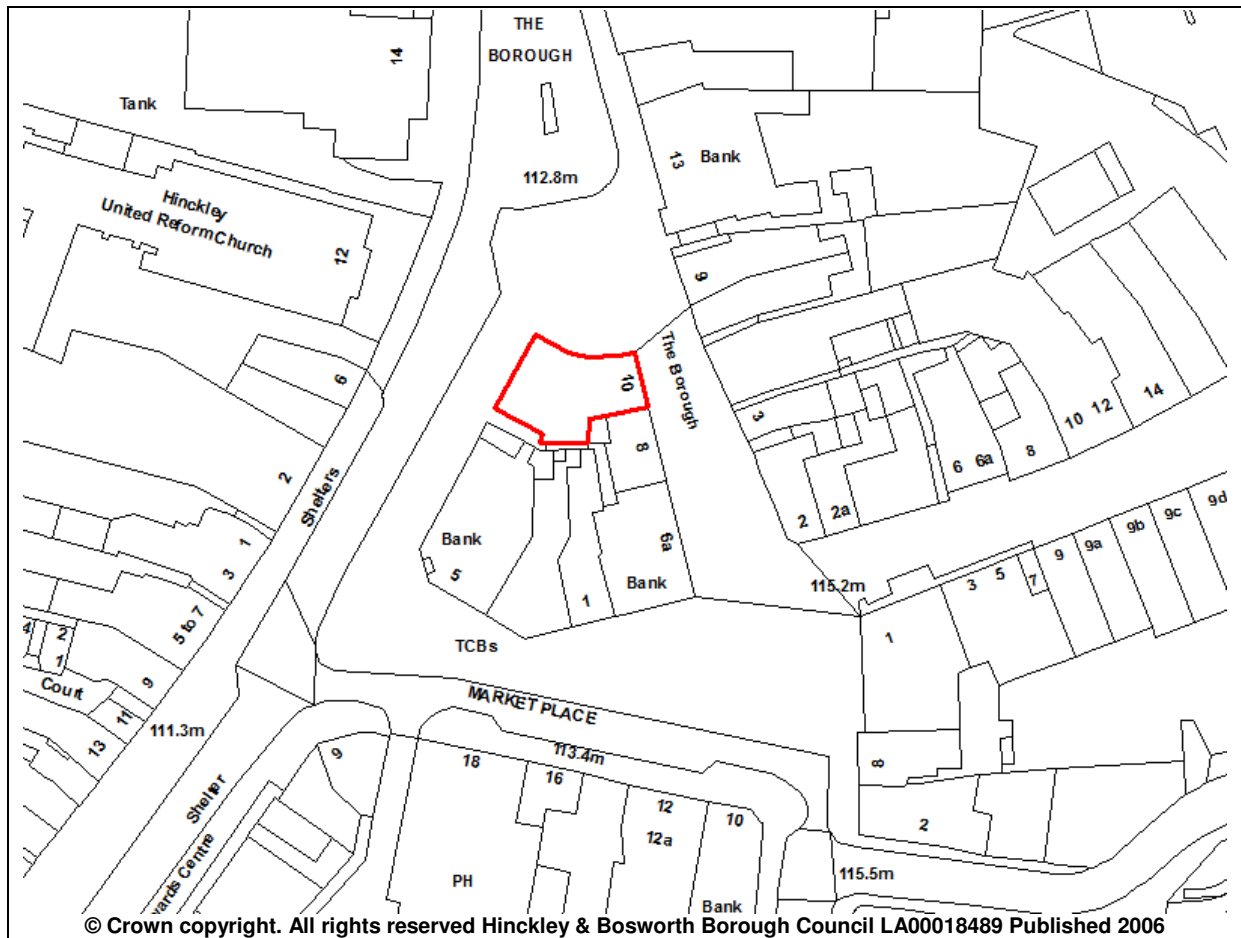 THE
BOROUGH
14
Tank
13
Bank
112.8m
Hinckley
United Reform Church
12
9
6
The Borough
10
3
8
2
Shelters
1
3
5 to 7
9
4
2
1
Court
11
13
111.3m
Bank
5
1
6a
Bank
TCBs
2
2a
6
6a
8
10
12
14
115.2m
1
3
5
7
9
9a
9b
9c
9d
MARKET PLACE
113.4m
8
2
115.5m
9
Shelter
wards Centre
18
16
12
12a
10
PH
Bank
© Crown copyright. All rights reserved Hinckley & Bosworth Borough Council LA00018489 Published 2006